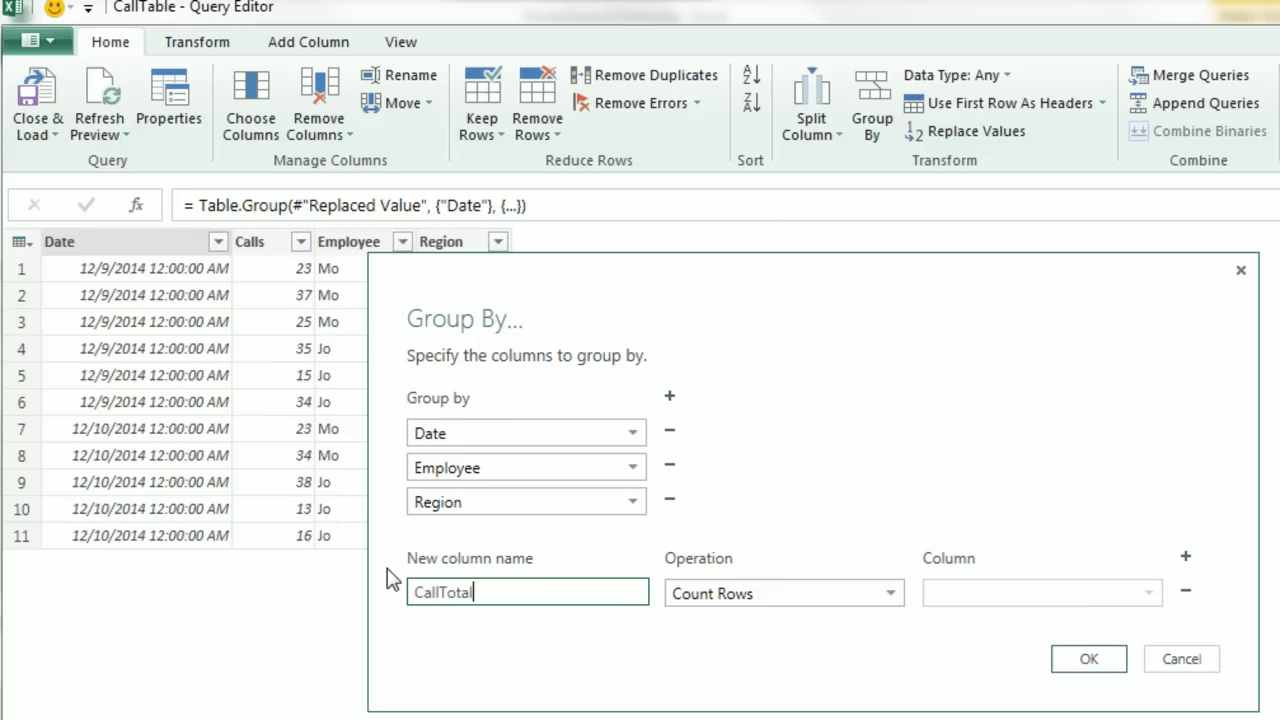 CallTable - Query Editor
Home Transform Add Column View
Close & Load
Refresh Preview
Properties
Query
Choose Columns
Remove Columns
Rename
Move
Manage Columns
Keep Rows
Remove Rows
Remove Duplicates
Remove Errors
Reduce Rows
Sort
Split Column
Group By
Data Type: Any
Use First Row As Headers
Replace Values
Transform
Merge Queries
Append Queries
Combine Binaries
Combine
fx = Table.Group(#"Replaced Value", {"Date"}, {...})
Date Calls Employee Region
1 12/9/2014 12:00:00 AM 23 Mo
2 12/9/2014 12:00:00 AM 37 Mo
3 12/9/2014 12:00:00 AM 25 Mo
4 12/9/2014 12:00:00 AM 35 Jo
5 12/9/2014 12:00:00 AM 15 Jo
6 12/9/2014 12:00:00 AM 34 Jo
7 12/10/2014 12:00:00 AM 23 Mo
8 12/10/2014 12:00:00 AM 34 Mo
9 12/10/2014 12:00:00 AM 38 Jo
10 12/10/2014 12:00:00 AM 13 Jo
11 12/10/2014 12:00:00 AM 16 Jo
Group By...
Specify the columns to group by.
Group by
Date
Employee
Region
New column name Operation Column
CallTotal Count Rows
OK Cancel